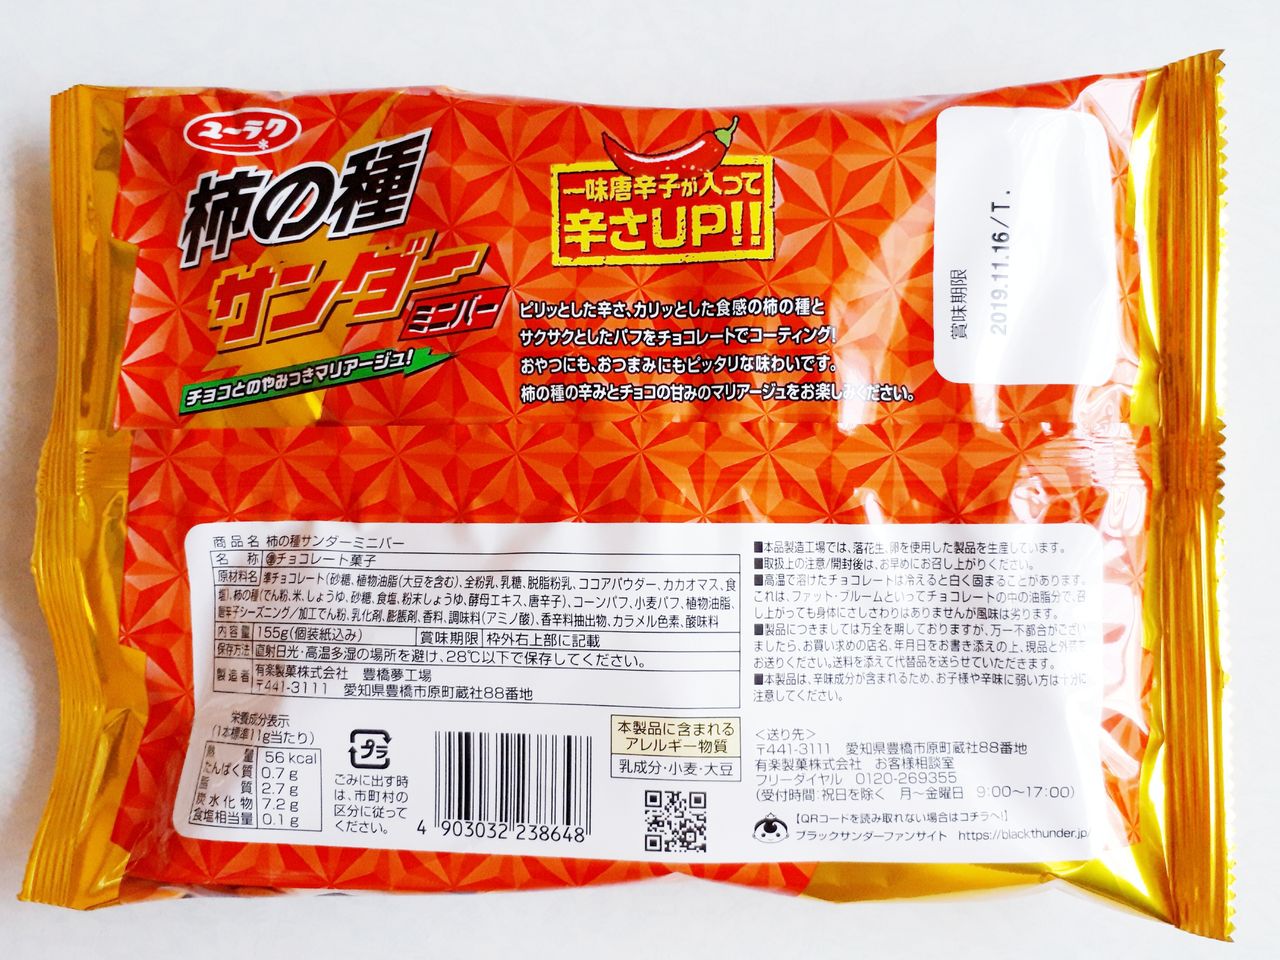 ユーラク
柿の種
サンダー
ミニバー
チョコとのやみつきマリアージュ!
一味唐辛子が入って
辛さUP!!
ピリッとした辛さ、カリッとした食感の柿の種と
サクサクとしたパフをチョコレートでコーティング!
おやつにも、おつまみにもピッタリな味わいです。
柿の種の辛みとチョコの甘みのマリアージュをお楽しみください。
賞味期限
2019.11.16/T.
商品名 柿の種サンダーミニバー
名称 準チョコレート菓子
原材料名 準チョコレート(砂糖、植物油脂(大豆を含む)、全粉乳、乳糖、脱脂粉乳、ココアパウダー、カカオマス、食
塩)、柿の種(でん粉、米、しょうゆ、砂糖、食塩、粉末しょうゆ、酵母エキス、唐辛子)、コーンパフ、小麦パフ、植物油脂、
唐辛子シーズニング/加工でん粉、乳化剤、膨脹剤、香料、調味料(アミノ酸)、香辛料抽出物、カラメル色素、酸味料
内容量 155g(個装紙込み) 賞味期限 枠外右上部に記載
保存方法 直射日光・高温多湿の場所を避け、28℃以下で保存してください。
製造者 有楽製菓株式会社 豊橋夢工場
〒441-3111 愛知県豊橋市原町蔵社88番地
■本品製造工場では、落花生、卵を使用した製品を生産しています。
■取扱上の注意/開封後は、お早めにお召し上がりください。
■高温で溶けたチョコレートは冷えると白く固まることがあります。
これは、ファット・ブルームといってチョコレートの中の油脂分で、召
し上がっても身体にさしさわりはありませんが風味は劣ります。
■製品につきましては万全を期しておりますが、万一不都合がござい
ましたら、お買い求めの店名、年月日をお書き添えの上、現品と外装を
お送りください。送料を添えて代替品を送らせていただきます。
■本製品は、辛味成分が含まれるため、お子様や辛味に弱い方は十分に
注意してください。
栄養成分表示
(1本標準11g当たり)
熱量 56 kcal
たんぱく質 0.7 g
脂質 2.7 g
炭水化物 7.2 g
食塩相当量 0.1 g
プラ
ごみに出す時
は、市町村の
区分に従って
ください。
4 903032 238648
本製品に含まれる
アレルギー物質
乳成分・小麦・大豆
<送り先>
〒441-3111 愛知県豊橋市原町蔵社88番地
有楽製菓株式会社 お客様相談室
フリーダイヤル 0120-269355
(受付時間:祝日を除く 月~金曜日 9:00~17:00)
【QRコードを読み取れない場合はコチラへ!】
ブラックサンダーファンサイト https://blackthunder.jp/